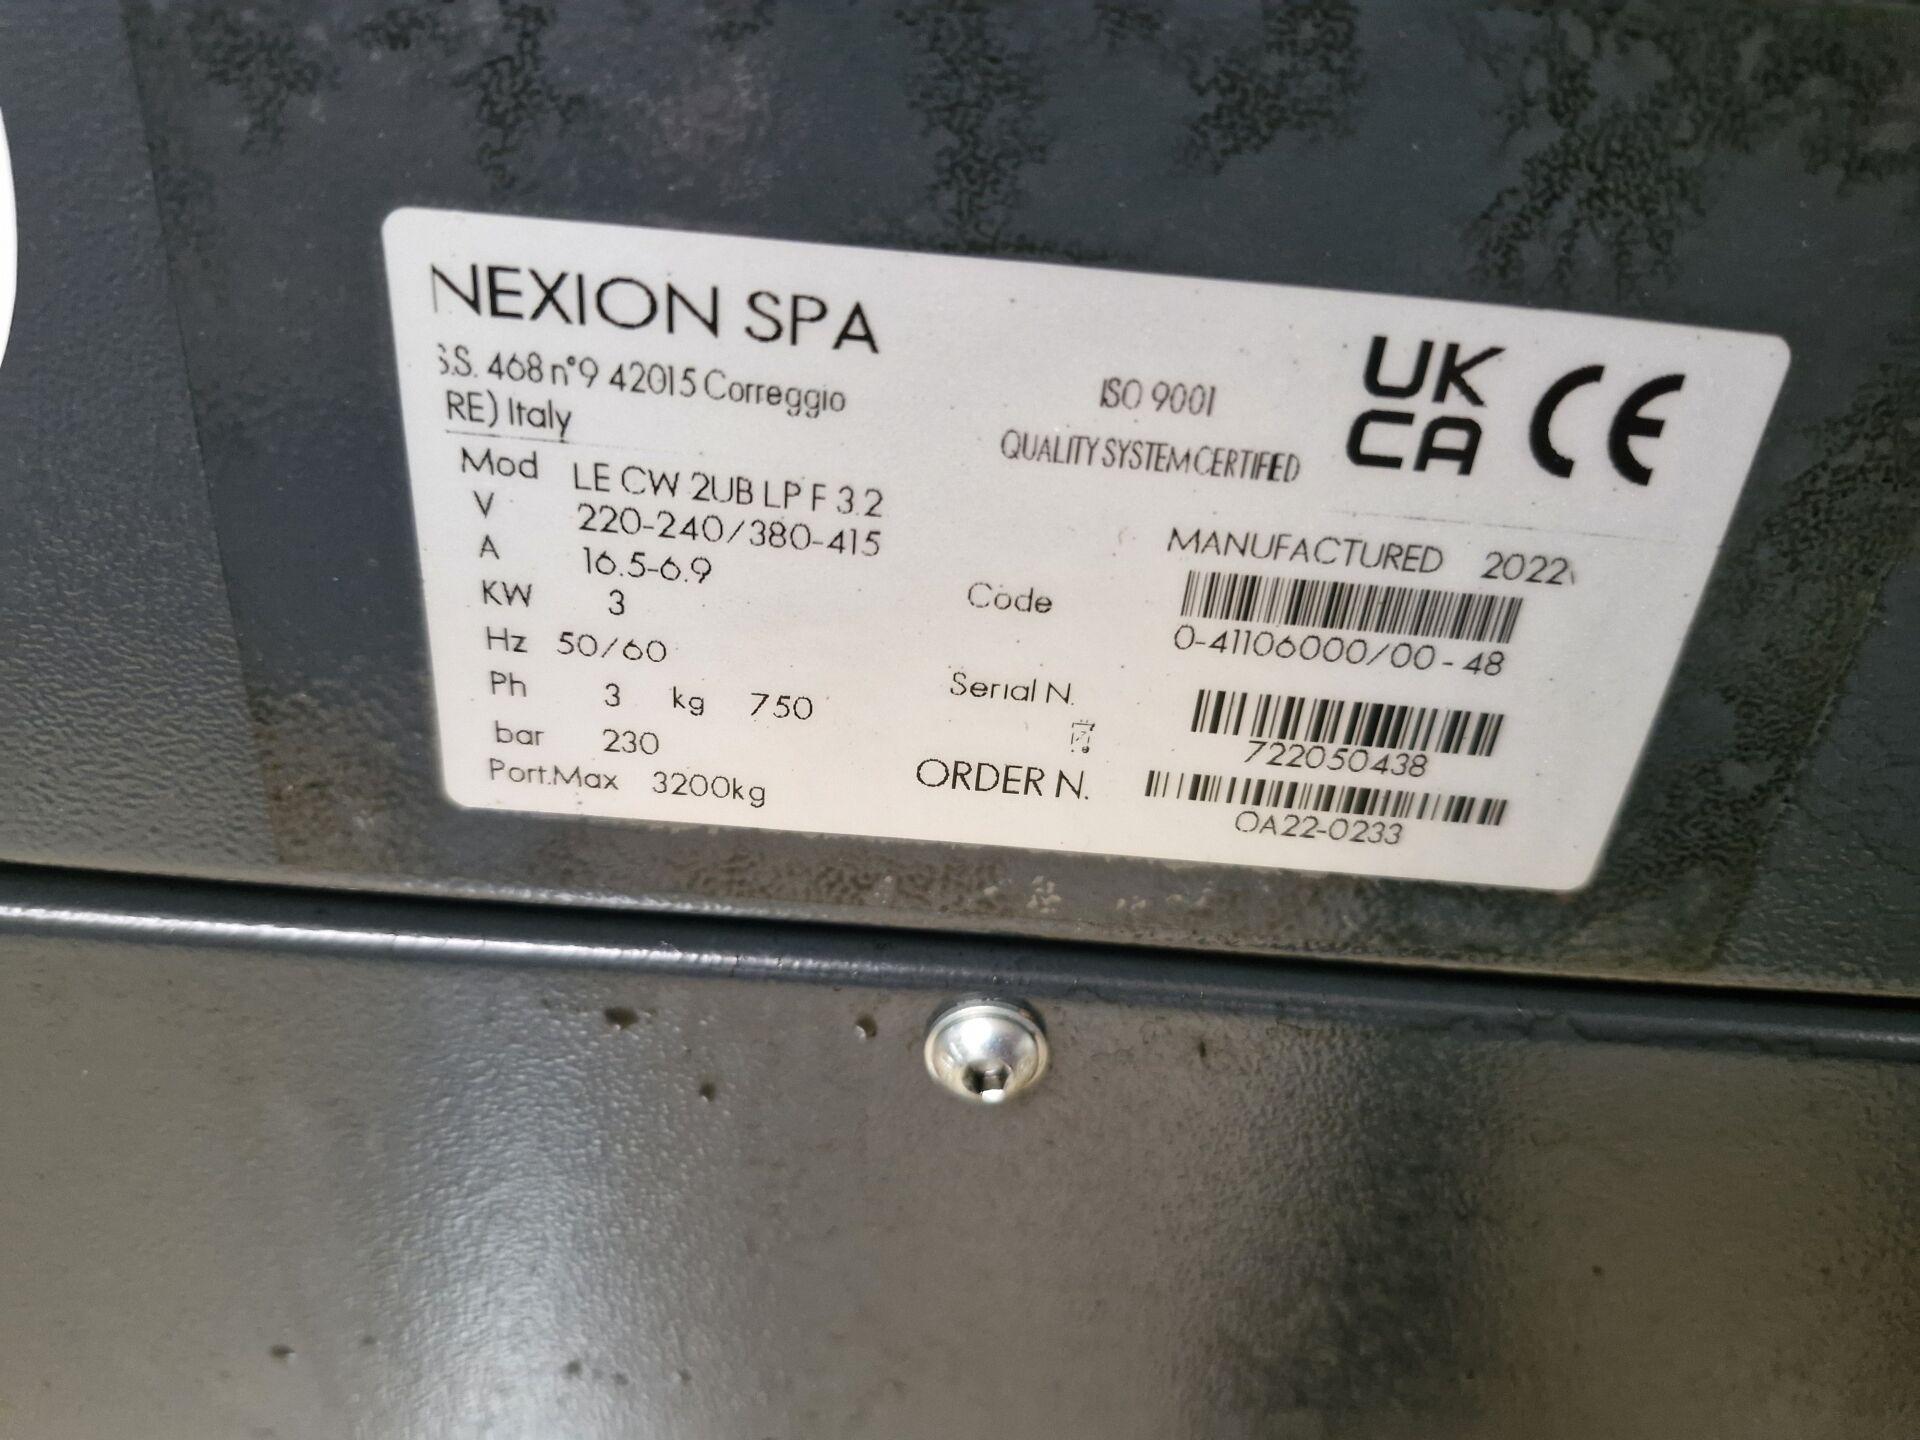 NEXION SPA
S.S. 468 n°9 42015 Correggio
RE) Italy
ISO 9001
QUALITY SYSTEM CERTIFIED
UK
CA
CE
Mod LE CW 2UB LP F 3.2
V 220-240/380-415
A 16.5-6.9
KW 3
Hz 50/60
Ph 3 kg 750
bar 230
Port.Max 3200kg
MANUFACTURED 2022
Code
0-41106000/00 - 48
Serial N.
722050438
ORDER N.
OA22-0233